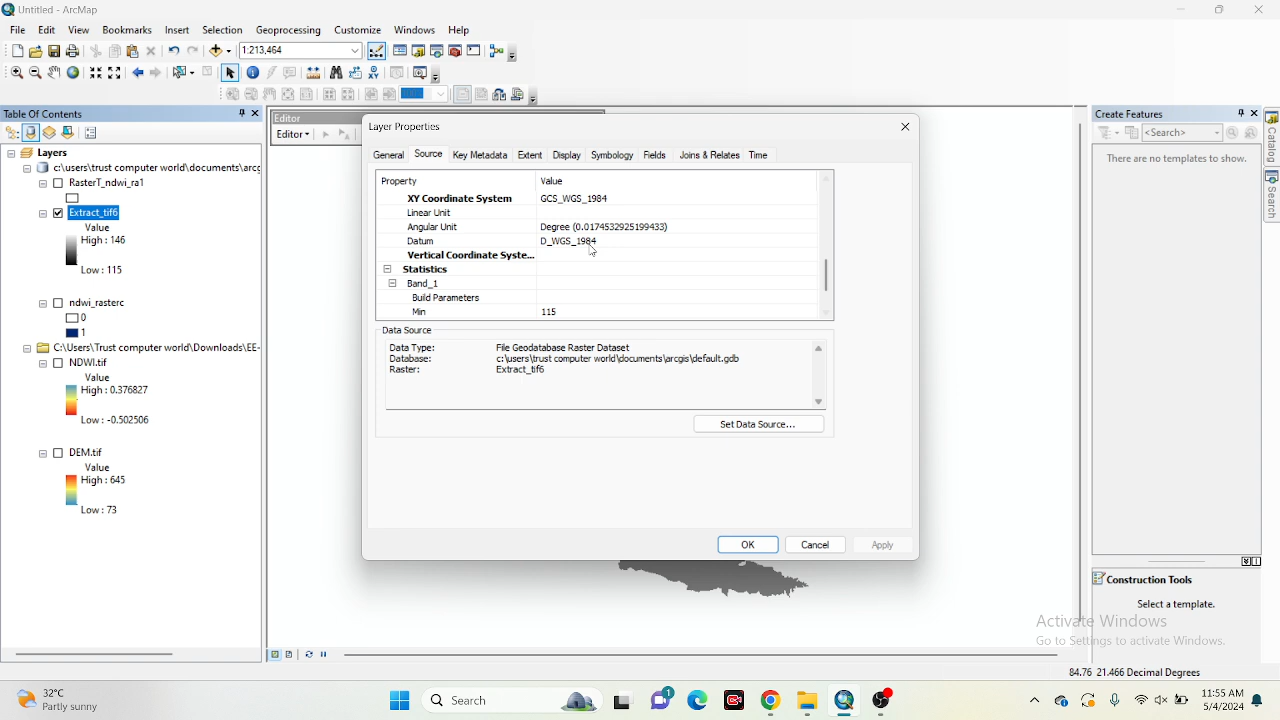 Untitled - ArcMap
File Edit View Bookmarks Insert Selection Geoprocessing Customize Windows Help
1:213,464
Table Of Contents
Layers
c:\users\trust computer world\documents\arcg
RasterT_ndwi_ra1
Extract_tif6
Value
High : 146
Low : 115
ndwi_rasterc
0
1
C:\Users\Trust computer world\Downloads\EE-
NDWI.tif
Value
High : 0.376827
Low : -0.502506
DEM.tif
Value
High : 645
Low : 73
Editor
Editor
Layer Properties
General Source Key Metadata Extent Display Symbology Fields Joins & Relates Time
Property Value
XY Coordinate System GCS_WGS_1984
Linear Unit
Angular Unit Degree (0.0174532925199433)
Datum D_WGS_1984
Vertical Coordinate Syste...
Statistics
Band_1
Build Parameters
Min 115
Data Source
Data Type: File Geodatabase Raster Dataset
Database: c:\users\trust computer world\documents\arcgis\default.gdb
Raster: Extract_tif6
Set Data Source...
OK Cancel Apply
Create Features
<Search>
There are no templates to show.
Construction Tools
Select a template.
Catalog
Search
Activate Windows
Go to Settings to activate Windows.
84.76 21.466 Decimal Degrees
32°C
Partly sunny
Search
1
11:55 AM
5/4/2024